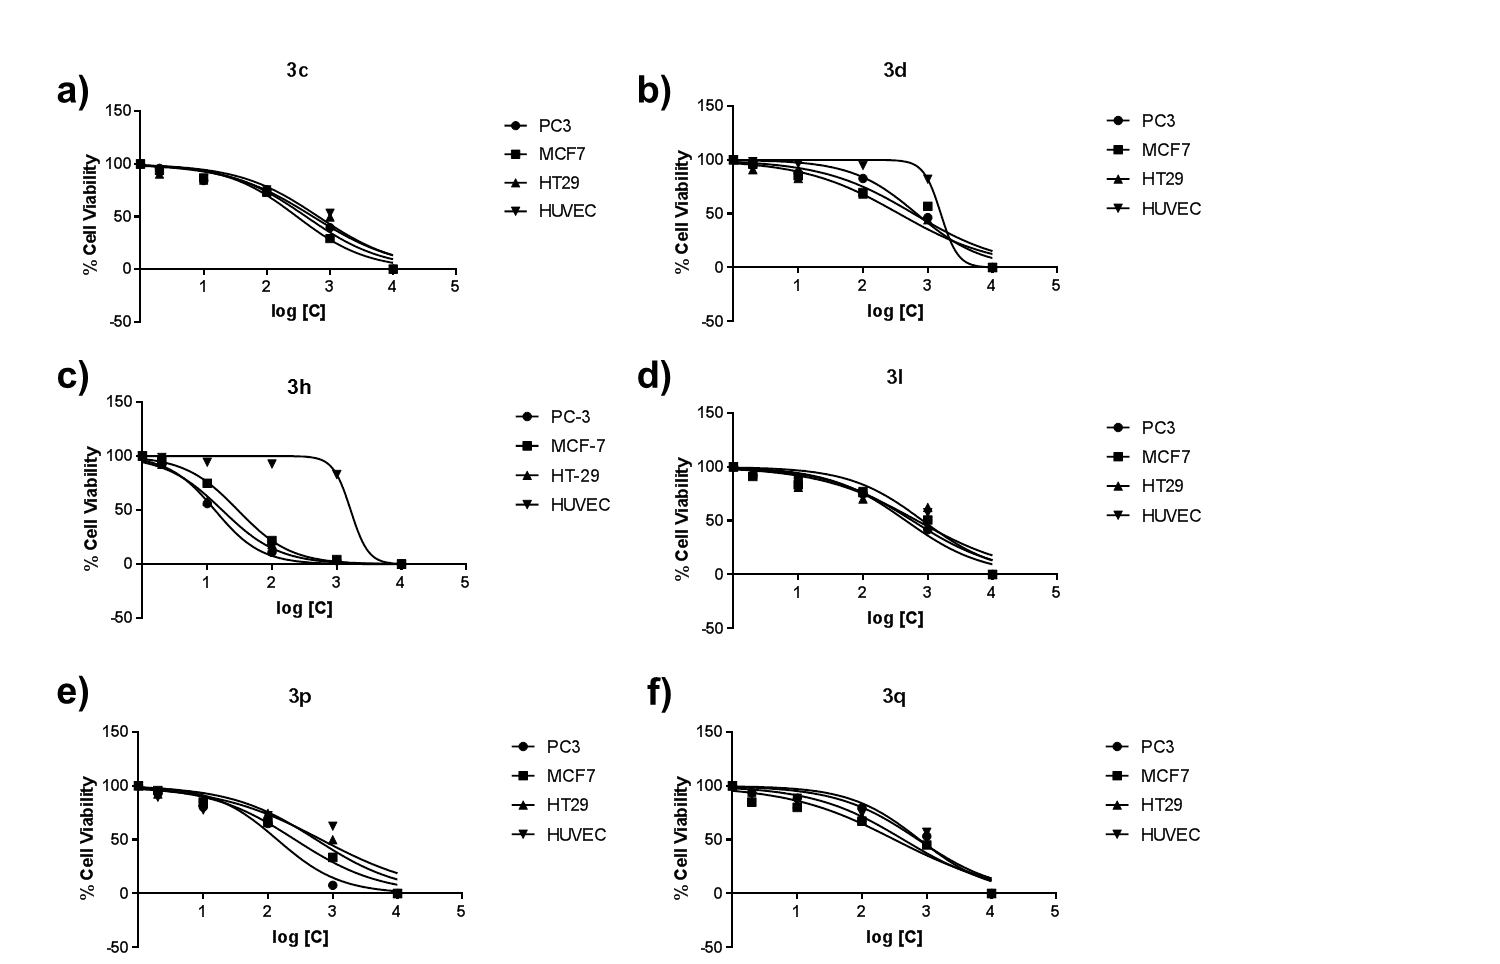 a)
3c
150
100
50
0
-50
% Cell Viability
1 2 3 4 5
log [C]
PC3
MCF7
HT29
HUVEC
b)
3d
150
100
50
0
-50
% Cell Viability
1 2 3 4 5
log [C]
PC3
MCF7
HT29
HUVEC
c)
3h
150
100
50
0
-50
% Cell Viability
1 2 3 4 5
log [C]
PC-3
MCF-7
HT-29
HUVEC
d)
3l
150
100
50
0
-50
% Cell Viability
1 2 3 4 5
log [C]
PC3
MCF7
HT29
HUVEC
e)
3p
150
100
50
0
-50
% Cell Viability
1 2 3 4 5
log [C]
PC3
MCF7
HT29
HUVEC
f)
3q
150
100
50
0
-50
% Cell Viability
1 2 3 4 5
log [C]
PC3
MCF7
HT29
HUVEC